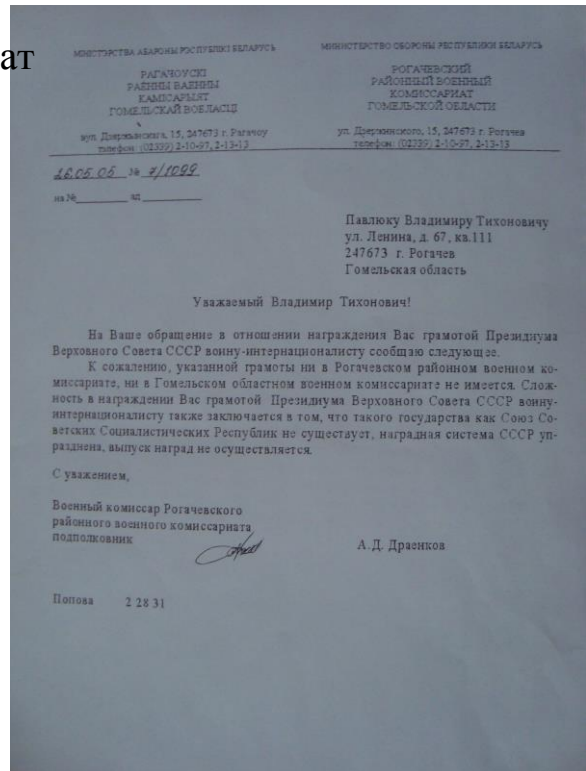 ат
МІНІСТЭРСТВА АБАРОНЫ РЭСПУБЛІКІ БЕЛАРУСЬ
РАГАЧОУСКІ
РАЁННЫ ВАЕННЫ
КАМІСАРЫЯТ
ГОМЕЛЬСКАЙ ВОБЛАСЦІ
вул. Дзяржынскага, 15, 247673 г. Рагачоу
телефон: (02339) 2-10-97, 2-13-13
МИНИСТЕРСТВО ОБОРОНЫ РЕСПУБЛИКИ БЕЛАРУСЬ
РОГАЧЕВСКИЙ
РАЙОННЫЙ ВОЕННЫЙ
КОМИССАРИАТ
ГОМЕЛЬСКОЙ ОБЛАСТИ
ул. Дзержинского, 15, 247673 г. Рогачев
телефон: (02339) 2-10-97, 2-13-13
26.05.05 № 7/1099
на №_______ ад _______
Павлюку Владимиру Тихоновичу
ул. Ленина, д. 67, кв.111
247673 г. Рогачев
Гомельская область
Уважаемый Владимир Тихонович!
На Ваше обращение в отношении награждения Вас грамотой Президиума
Верховного Совета СССР воину-интернационалисту сообщаю следующее.
К сожалению, указанной грамоты ни в Рогачевском районном военном ко-
миссариате, ни в Гомельском областном военном комиссариате не имеется. Слож-
ность в награждении Вас грамотой Президиума Верховного Совета СССР воину-
интернационалисту также заключается в том, что такого государства как Союз Со-
ветских Социалистических Республик не существует, наградная система СССР уп-
разднена, выпуск наград не осуществляется.
С уважением,
Военный комиссар Рогачевского
районного военного комиссариата
подполковник
А.Д. Драенков
Попова 2 28 31